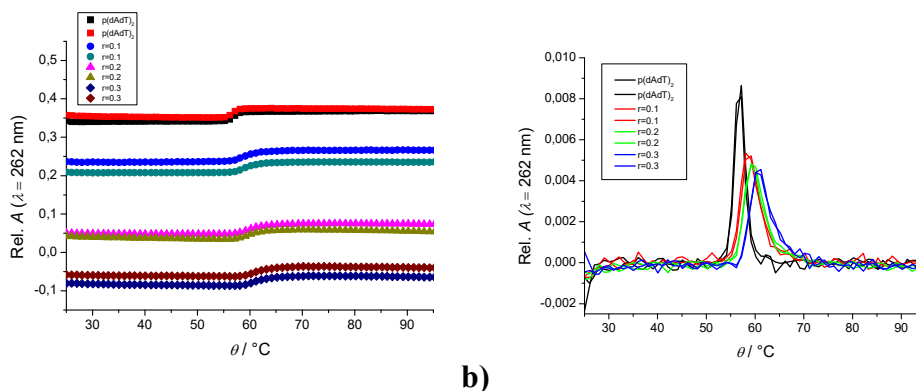 p(dAdT)₂
p(dAdT)₂
r=0.1
r=0.1
r=0.2
r=0.2
r=0.3
r=0.3
0,5
0,4
0,3
0,2
0,1
0,0
-0,1
Rel. A (λ= 262 nm)
30 40 50 60 70 80 90
θ / °C
b)
p(dAdT)₂
p(dAdT)₂
r=0.1
r=0.1
r=0.2
r=0.2
r=0.3
r=0.3
0,010
0,008
0,006
0,004
0,002
0,000
-0,002
Rel. A (λ= 262 nm)
30 40 50 60 70 80 90
θ / °C